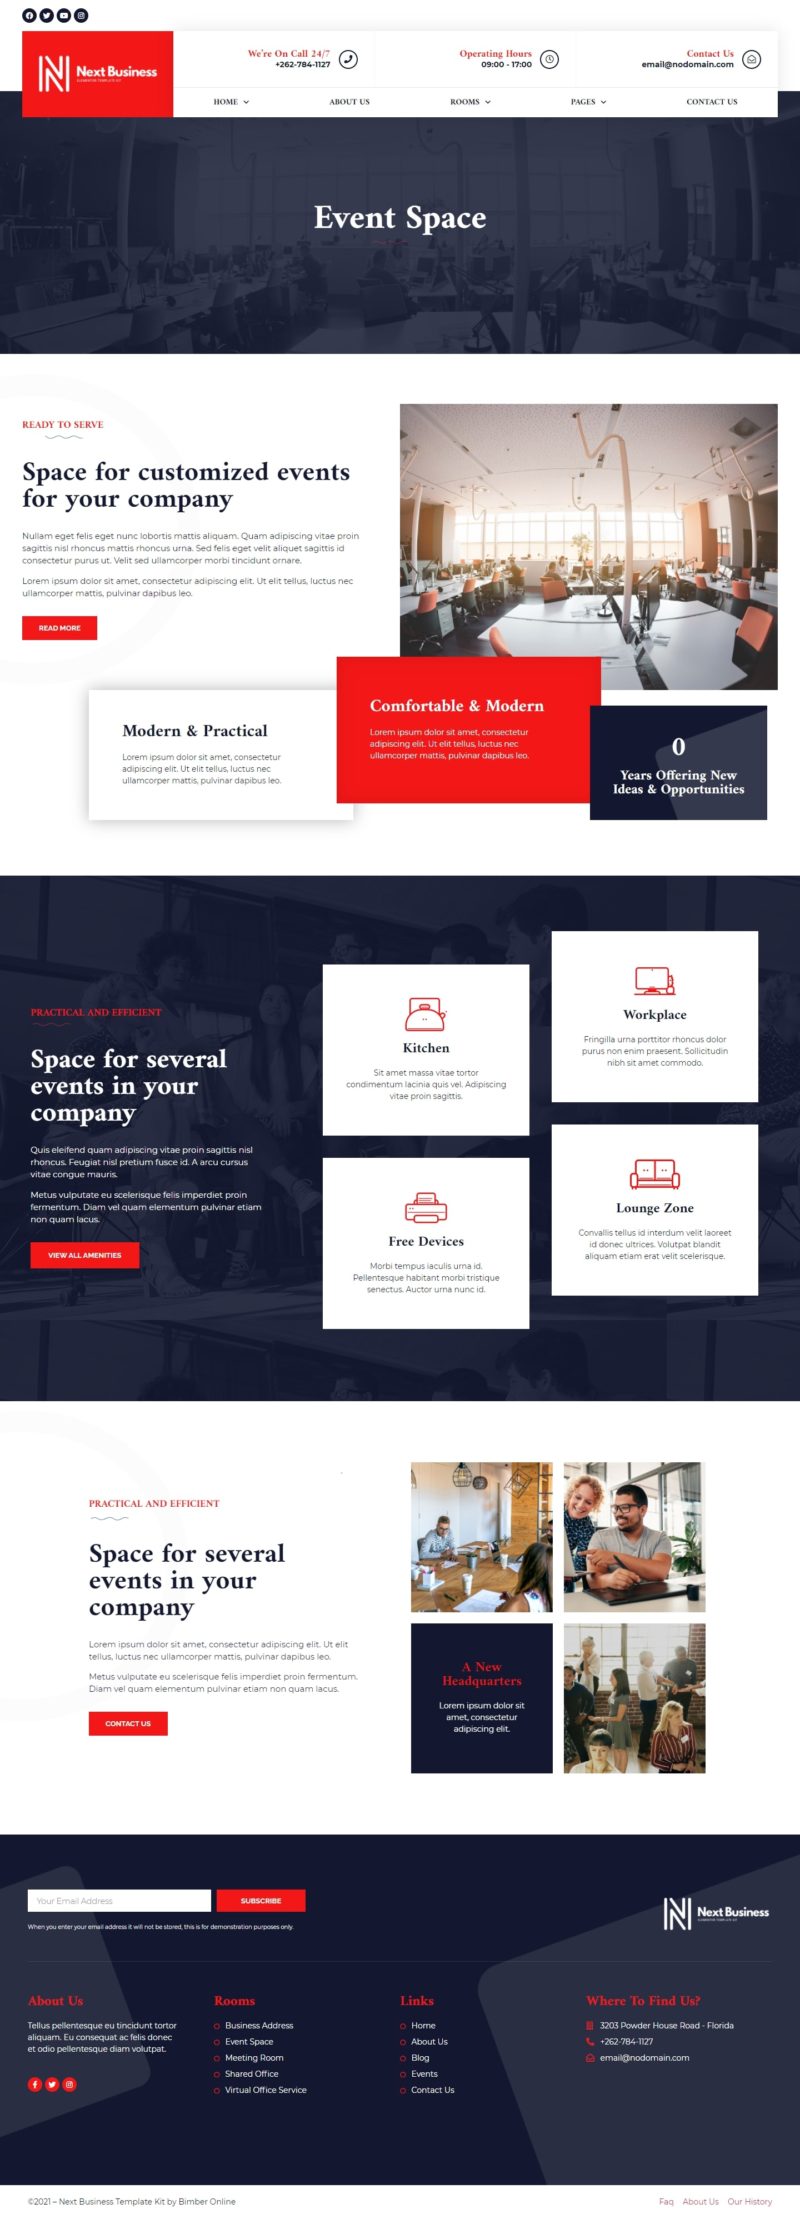 Next Business
ELEMENTOR TEMPLATE KIT
We're On Call 24/7
+262-784-1127
Operating Hours
09:00 - 17:00
Contact Us
email@nodomain.com
HOME
ABOUT US
ROOMS
PAGES
CONTACT US
Event Space
READY TO SERVE
Space for customized events
for your company
Nullam eget felis eget nunc lobortis mattis aliquam. Quam adipiscing vitae proin
sagittis nisl rhoncus mattis rhoncus urna. Sed felis eget velit aliquet sagittis id
consectetur purus ut. Velit sed ullamcorper morbi tincidunt ornare.
Lorem ipsum dolor sit amet, consectetur adipiscing elit. Ut elit tellus, luctus nec
ullamcorper mattis, pulvinar dapibus leo.
READ MORE
Modern & Practical
Lorem ipsum dolor sit amet, consectetur
adipiscing elit. Ut elit tellus, luctus nec
ullamcorper mattis, pulvinar dapibus leo.
Comfortable & Modern
Lorem ipsum dolor sit amet, consectetur
adipiscing elit. Ut elit tellus, luctus nec
ullamcorper mattis, pulvinar dapibus leo.
0
Years Offering New
Ideas & Opportunities
PRACTICAL AND EFFICIENT
Space for several
events in your
company
Quis eleifend quam adipiscing vitae proin sagittis nisl
rhoncus. Feugiat nisl pretium fusce id. A arcu cursus
vitae congue mauris.
Metus vulputate eu scelerisque felis imperdiet proin
fermentum. Diam vel quam elementum pulvinar etiam
non quam lacus.
VIEW ALL AMENITIES
Kitchen
Sit amet massa vitae tortor
condimentum lacinia quis vel. Adipiscing
vitae proin sagittis.
Workplace
Fringilla urna porttitor rhoncus dolor
purus non enim praesent. Sollicitudin
nibh sit amet commodo.
Free Devices
Morbi tempus iaculis urna id.
Pellentesque habitant morbi tristique
senectus. Auctor urna nunc id.
Lounge Zone
Convallis tellus id interdum velit laoreet
id donec ultrices. Volutpat blandit
aliquam etiam erat velit scelerisque.
PRACTICAL AND EFFICIENT
Space for several
events in your
company
Lorem ipsum dolor sit amet, consectetur adipiscing elit. Ut elit
tellus, luctus nec ullamcorper mattis, pulvinar dapibus leo.
Metus vulputate eu scelerisque felis imperdiet proin fermentum.
Diam vel quam elementum pulvinar etiam non quam lacus.
CONTACT US
A New
Headquarters
Lorem ipsum dolor sit
amet, consectetur
adipiscing elit.
Your Email Address
SUBSCRIBE
When you enter your email address it will not be stored, this is for demonstration purposes only.
Next Business
ELEMENTOR TEMPLATE KIT
About Us
Tellus pellentesque eu tincidunt tortor
aliquam. Eu consequat ac felis donec
et odio pellentesque diam volutpat.
Rooms
Business Address
Event Space
Meeting Room
Shared Office
Virtual Office Service
Links
Home
About Us
Blog
Events
Contact Us
Where To Find Us?
3203 Powder House Road - Florida
+262-784-1127
email@nodomain.com
©2021 – Next Business Template Kit by Bimber Online
Faq About Us Our History